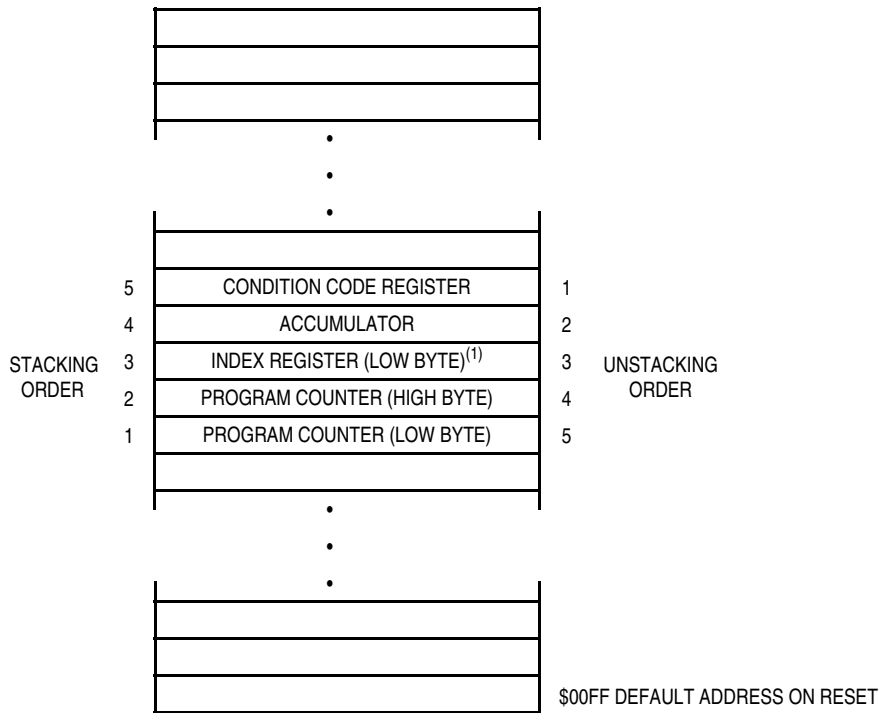 5 CONDITION CODE REGISTER 1
4 ACCUMULATOR 2
STACKING ORDER 3 INDEX REGISTER (LOW BYTE)(1) 3 UNSTACKING ORDER
2 PROGRAM COUNTER (HIGH BYTE) 4
1 PROGRAM COUNTER (LOW BYTE) 5
$00FF DEFAULT ADDRESS ON RESET